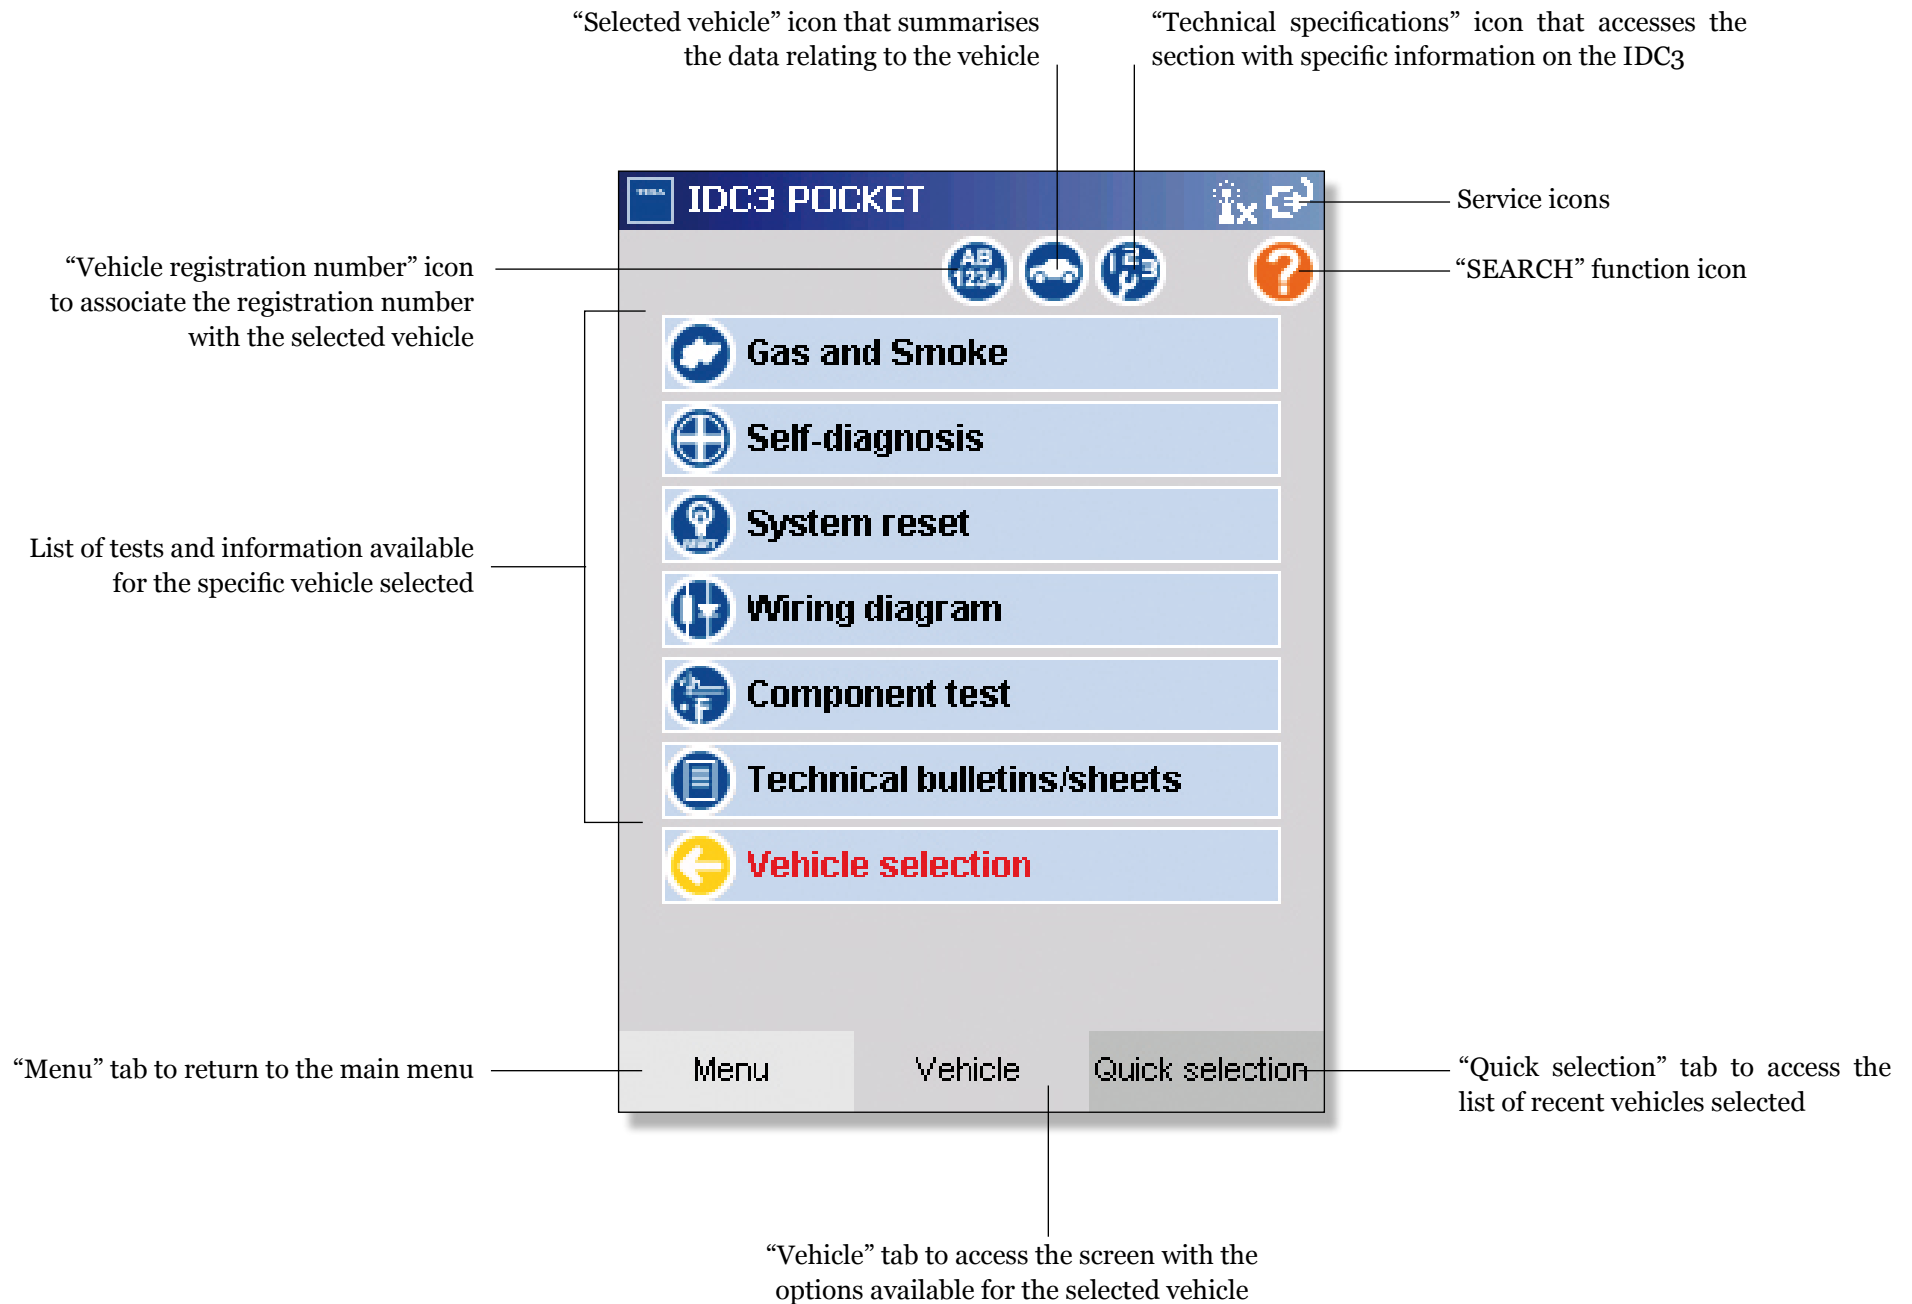 “Selected vehicle” icon that summarises
the data relating to the vehicle
“Technical specifications” icon that accesses the
section with specific information on the IDC3
TEXA
IDC3 POCKET
Service icons
“Vehicle registration number” icon
to associate the registration number
with the selected vehicle
AB
1234
“SEARCH” function icon
Gas and Smoke
Self-diagnosis
System reset
List of tests and information available
for the specific vehicle selected
Wiring diagram
Component test
Technical bulletins/sheets
Vehicle selection
“Menu” tab to return to the main menu
Menu
Vehicle
Quick selection
“Quick selection” tab to access the
list of recent vehicles selected
“Vehicle” tab to access the screen with the
options available for the selected vehicle